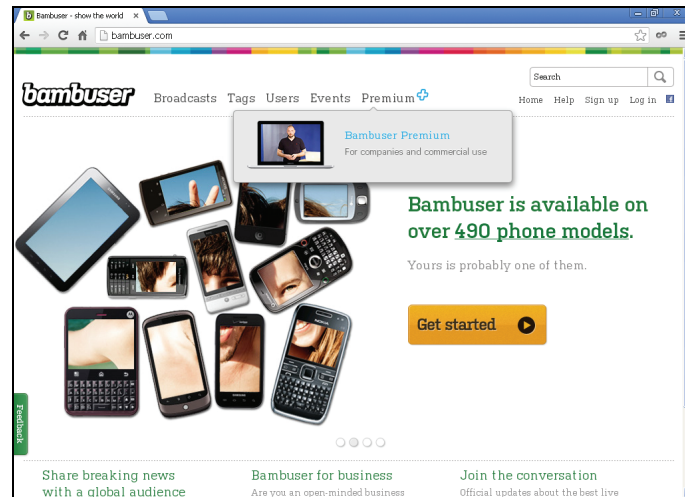 Bambuser - show the world
bambuser.com
Search
bambuser
Broadcasts Tags Users Events Premium
Home Help Sign up Log in
Bambuser Premium
For companies and commercial use
Bambuser is available on
over 490 phone models.
Yours is probably one of them.
Get started
NOKIA
Feedback
Share breaking news
with a global audience
Bambuser for business
Are you an open-minded business
Join the conversation
Official updates about the best live